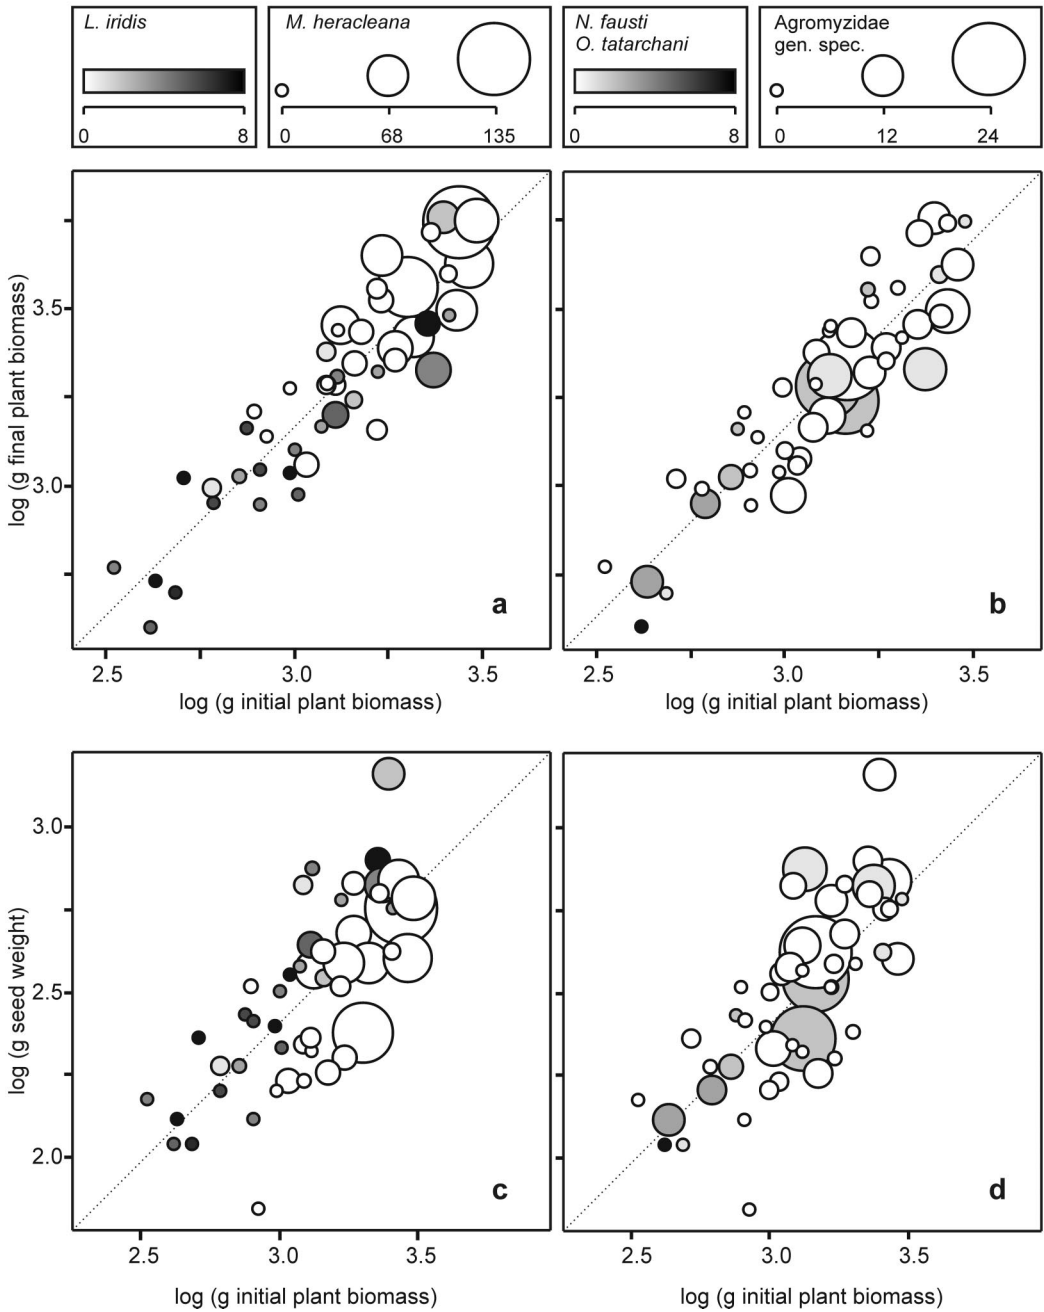 L. iridis
0 8
M. heracleana
0 68 135
N. fausti
O. tatarchani
0 8
Agromyzidae
gen. spec.
0 12 24
log (g final plant biomass)
3.5
3.0
a
2.5 3.0 3.5
log (g initial plant biomass)
b
2.5 3.0 3.5
log (g initial plant biomass)
log (g seed weight)
3.0
2.5
2.0
c
2.5 3.0 3.5
log (g initial plant biomass)
d
2.5 3.0 3.5
log (g initial plant biomass)